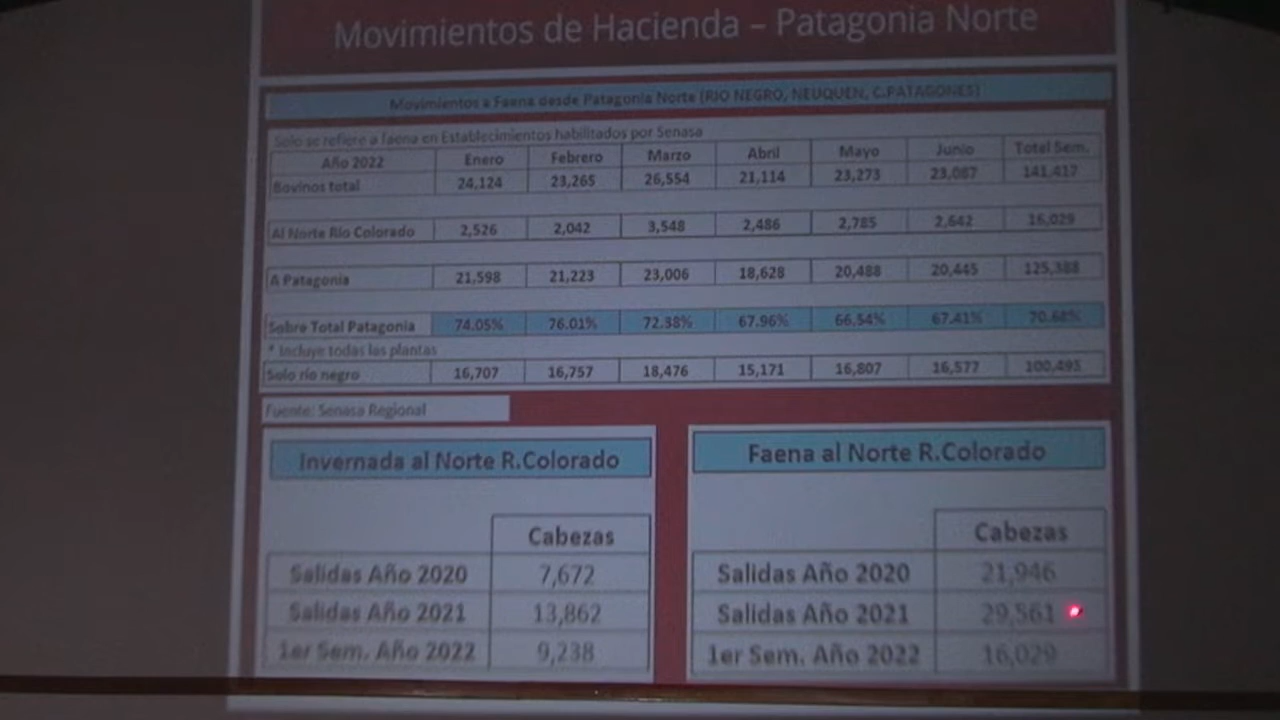 Movimientos de Hacienda – Patagonia Norte
Movimientos a Faena desde Patagonia Norte (RIO NEGRO, NEUQUEN, C.PATAGONES)
Solo se refiere a faena en Establecimientos habilitados por Senasa
Año 2022 Enero Febrero Marzo Abril Mayo Junio Total Sem.
Bovinos total 24,124 23,265 26,554 21,114 23,273 23,087 141,417
Al Norte Río Colorado 2,526 2,042 3,548 2,486 2,785 2,642 16,029
A Patagonia 21,598 21,223 23,006 18,628 20,488 20,445 125,388
Sobre Total Patagonia 74.05% 76.01% 72.38% 67.96% 66.54% 67.41% 70.68%
* Incluye todas las plantas
Solo río negro 16,707 16,757 18,476 15,171 16,807 16,577 100,495
Fuente: Senasa Regional
Invernada al Norte R.Colorado
Cabezas
Salidas Año 2020 7,672
Salidas Año 2021 13,862
1er Sem. Año 2022 9,238
Faena al Norte R.Colorado
Cabezas
Salidas Año 2020 21,946
Salidas Año 2021 29,561
1er Sem. Año 2022 16,029